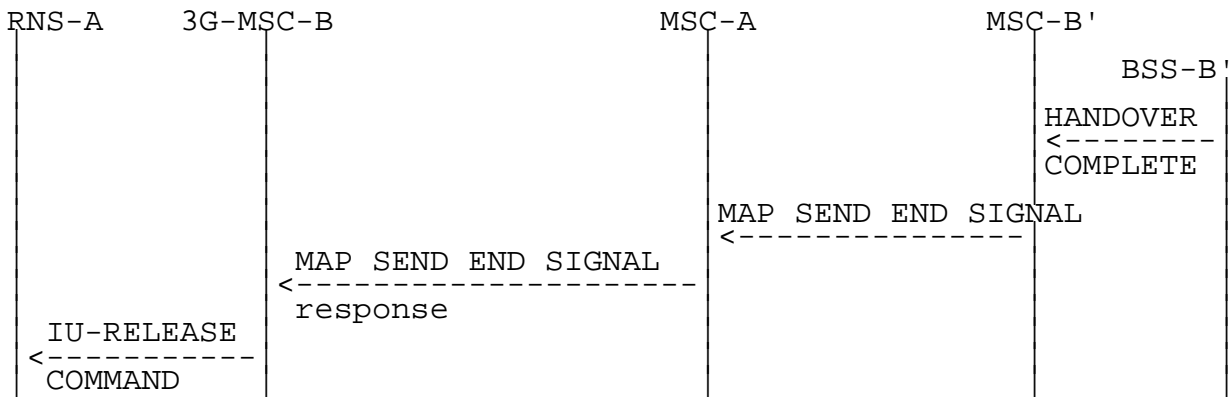 RNS-A 3G-MSC-B MSC-A MSC-B'
BSS-B'
HANDOVER
COMPLETE
MAP SEND END SIGNAL
MAP SEND END SIGNAL
response
IU-RELEASE
COMMAND